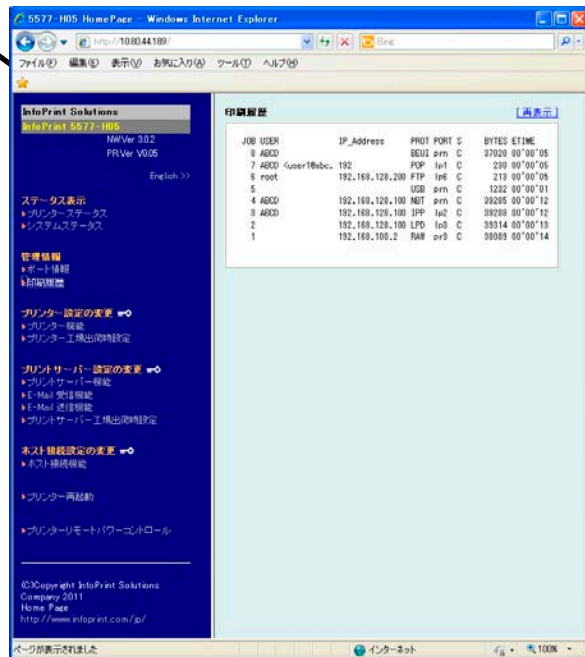 5577-H05 HomePage - Windows Internet Explorer
http://10.80.44.189/
Bing
ファイル(F) 編集(E) 表示(V) お気に入り(A) ツール(T) ヘルプ(H)
InfoPrint Solutions
InfoPrint 5577-H05
NWVer 3.0.2
PRVer V0.05
English >>
ステータス表示
プリンターステータス
システムステータス
管理情報
ポート情報
印刷履歴
プリンター設定の変更
プリンター機能
プリンター工場出荷時設定
プリントサーバー設定の変更
プリントサーバー機能
E-Mail 受信機能
E-Mail 送信機能
プリントサーバー工場出荷時設定
ホスト接続設定の変更
ホスト接続機能
プリンター再起動
プリンターリモートパワーコントロール
(C)Copyright InfoPrint Solutions
Company 2011
Home Page
http://www.infoprint.com/jp/
印刷履歴 [再表示]
JOB USER IP_Address PROT PORT S BYTES ETIME
8 ABCD BEUI prn C 37020 00'00'05
7 ABCD <user1@abc. 192 POP lp1 C 230 00'00'05
6 root 192.168.128.200 FTP lp6 C 213 00'00'05
5 USB prn C 1232 00'00'01
4 ABCD 192.168.128.100 NBT prn C 39285 00'00'12
3 ABCD 192.168.128.100 IPP lp2 C 39288 00'00'12
2 192.168.128.100 LPD lp3 C 39314 00'00'13
1 192.168.100.2 RAW pr3 C 38089 00'00'14
ページが表示されました インターネット 100%